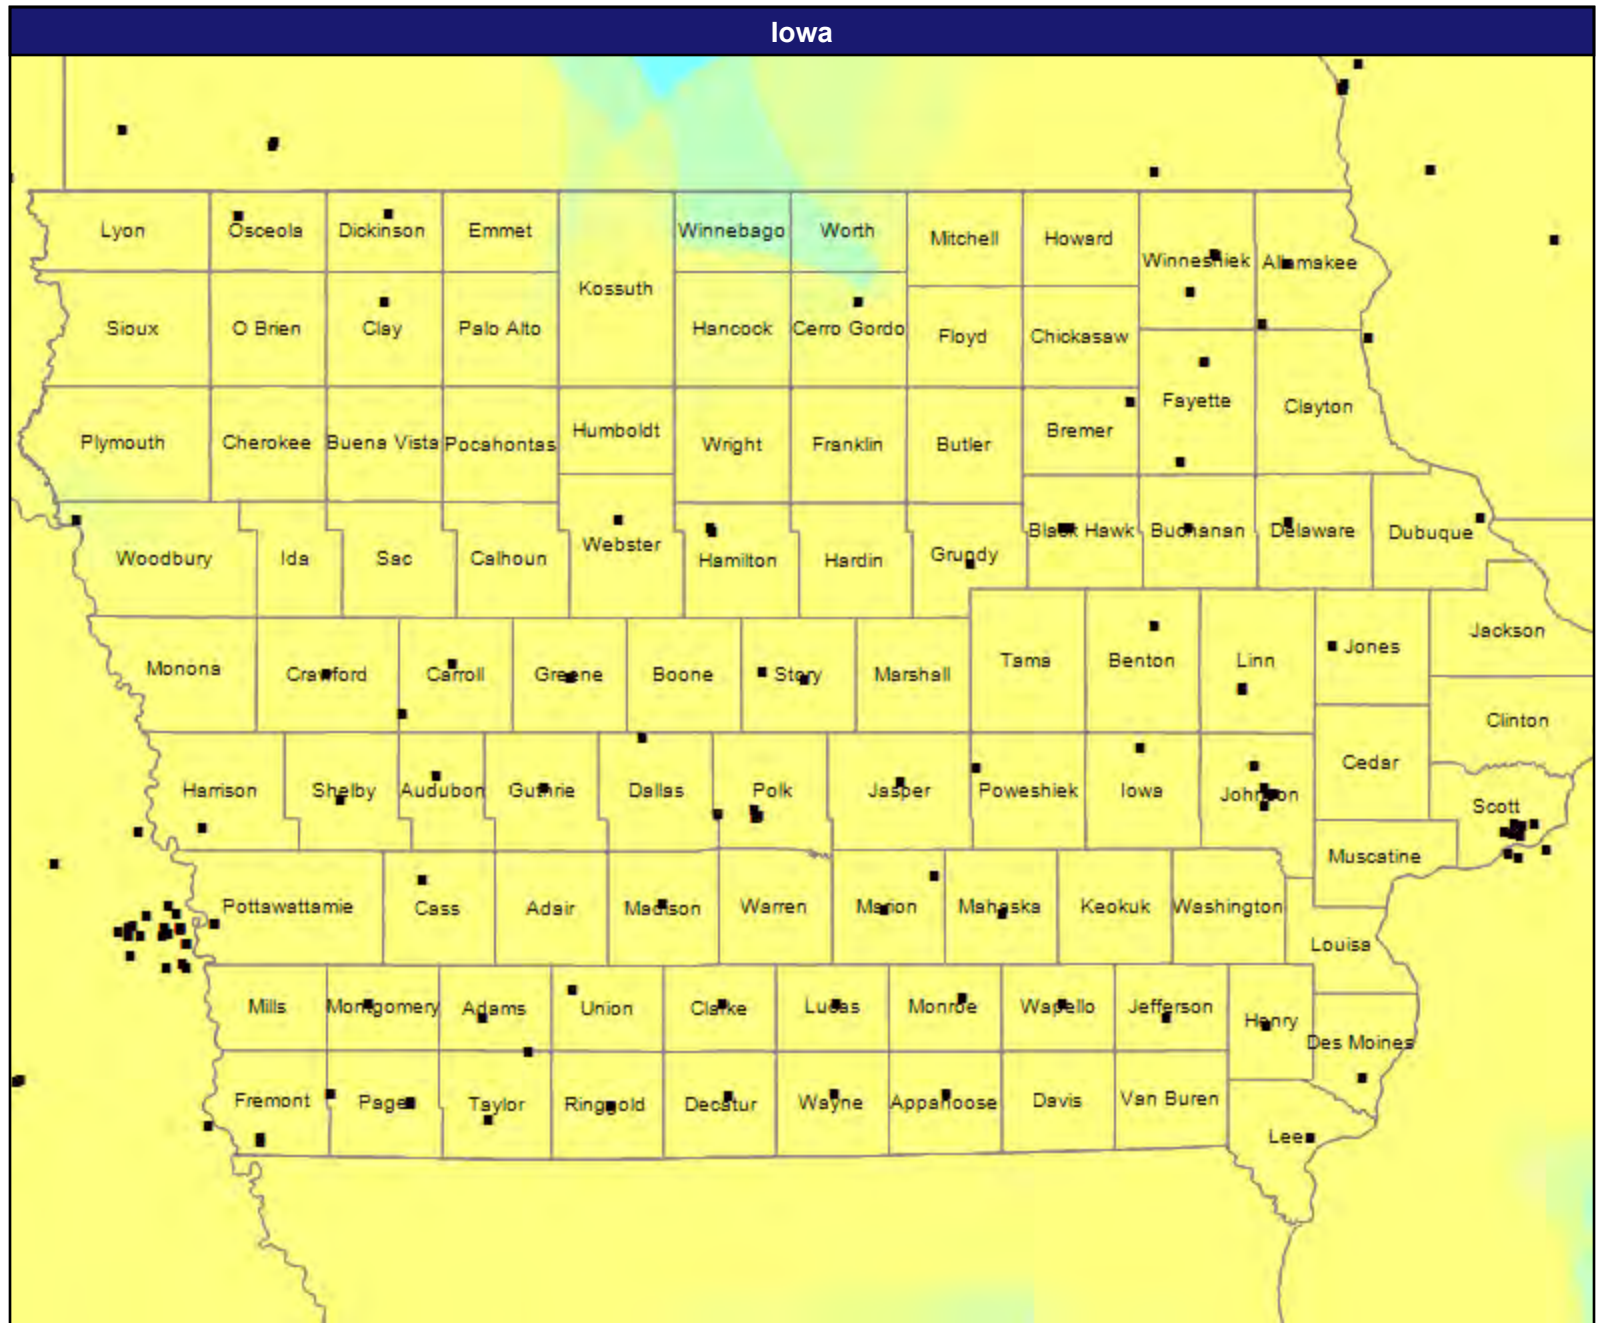 Iowa
Lyon
Osceola
Dickinson
Emmet
Winnebago
Worth
Mitchell
Howard
Winneshiek
Allamakee
Kossuth
Sioux
O Brien
Clay
Palo Alto
Hancock
Cerro Gordo
Floyd
Chickasaw
Fayette
Clayton
Plymouth
Cherokee
Buena Vista
Pocahontas
Humboldt
Wright
Franklin
Butler
Bremer
Woodbury
Ida
Sac
Calhoun
Webster
Hamilton
Hardin
Grundy
Black Hawk
Buchanan
Delaware
Dubuque
Monona
Crawford
Carroll
Greene
Boone
Story
Marshall
Tama
Benton
Linn
Jones
Jackson
Clinton
Harrison
Shelby
Audubon
Guthrie
Dallas
Polk
Jasper
Poweshiek
Iowa
Johnson
Cedar
Scott
Muscatine
Pottawattamie
Cass
Adair
Madison
Warren
Marion
Mahaska
Keokuk
Washington
Louisa
Mills
Montgomery
Adams
Union
Clarke
Lucas
Monroe
Wapello
Jefferson
Henry
Des Moines
Fremont
Page
Taylor
Ringgold
Decatur
Wayne
Appanoose
Davis
Van Buren
Lee